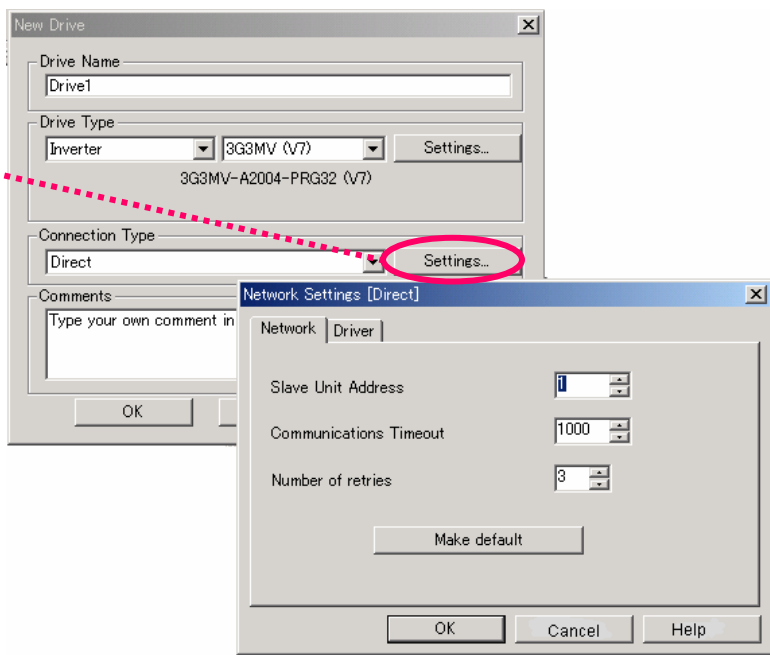 New Drive
Drive Name
Drive1
Drive Type
Inverter 3G3MV (V7) Settings...
3G3MV-A2004-PRG32 (V7)
Connection Type
Direct Settings...
Comments
Type your own comment in
OK
Network Settings [Direct]
Network Driver
Slave Unit Address 1
Communications Timeout 1000
Number of retries 3
Make default
OK Cancel Help